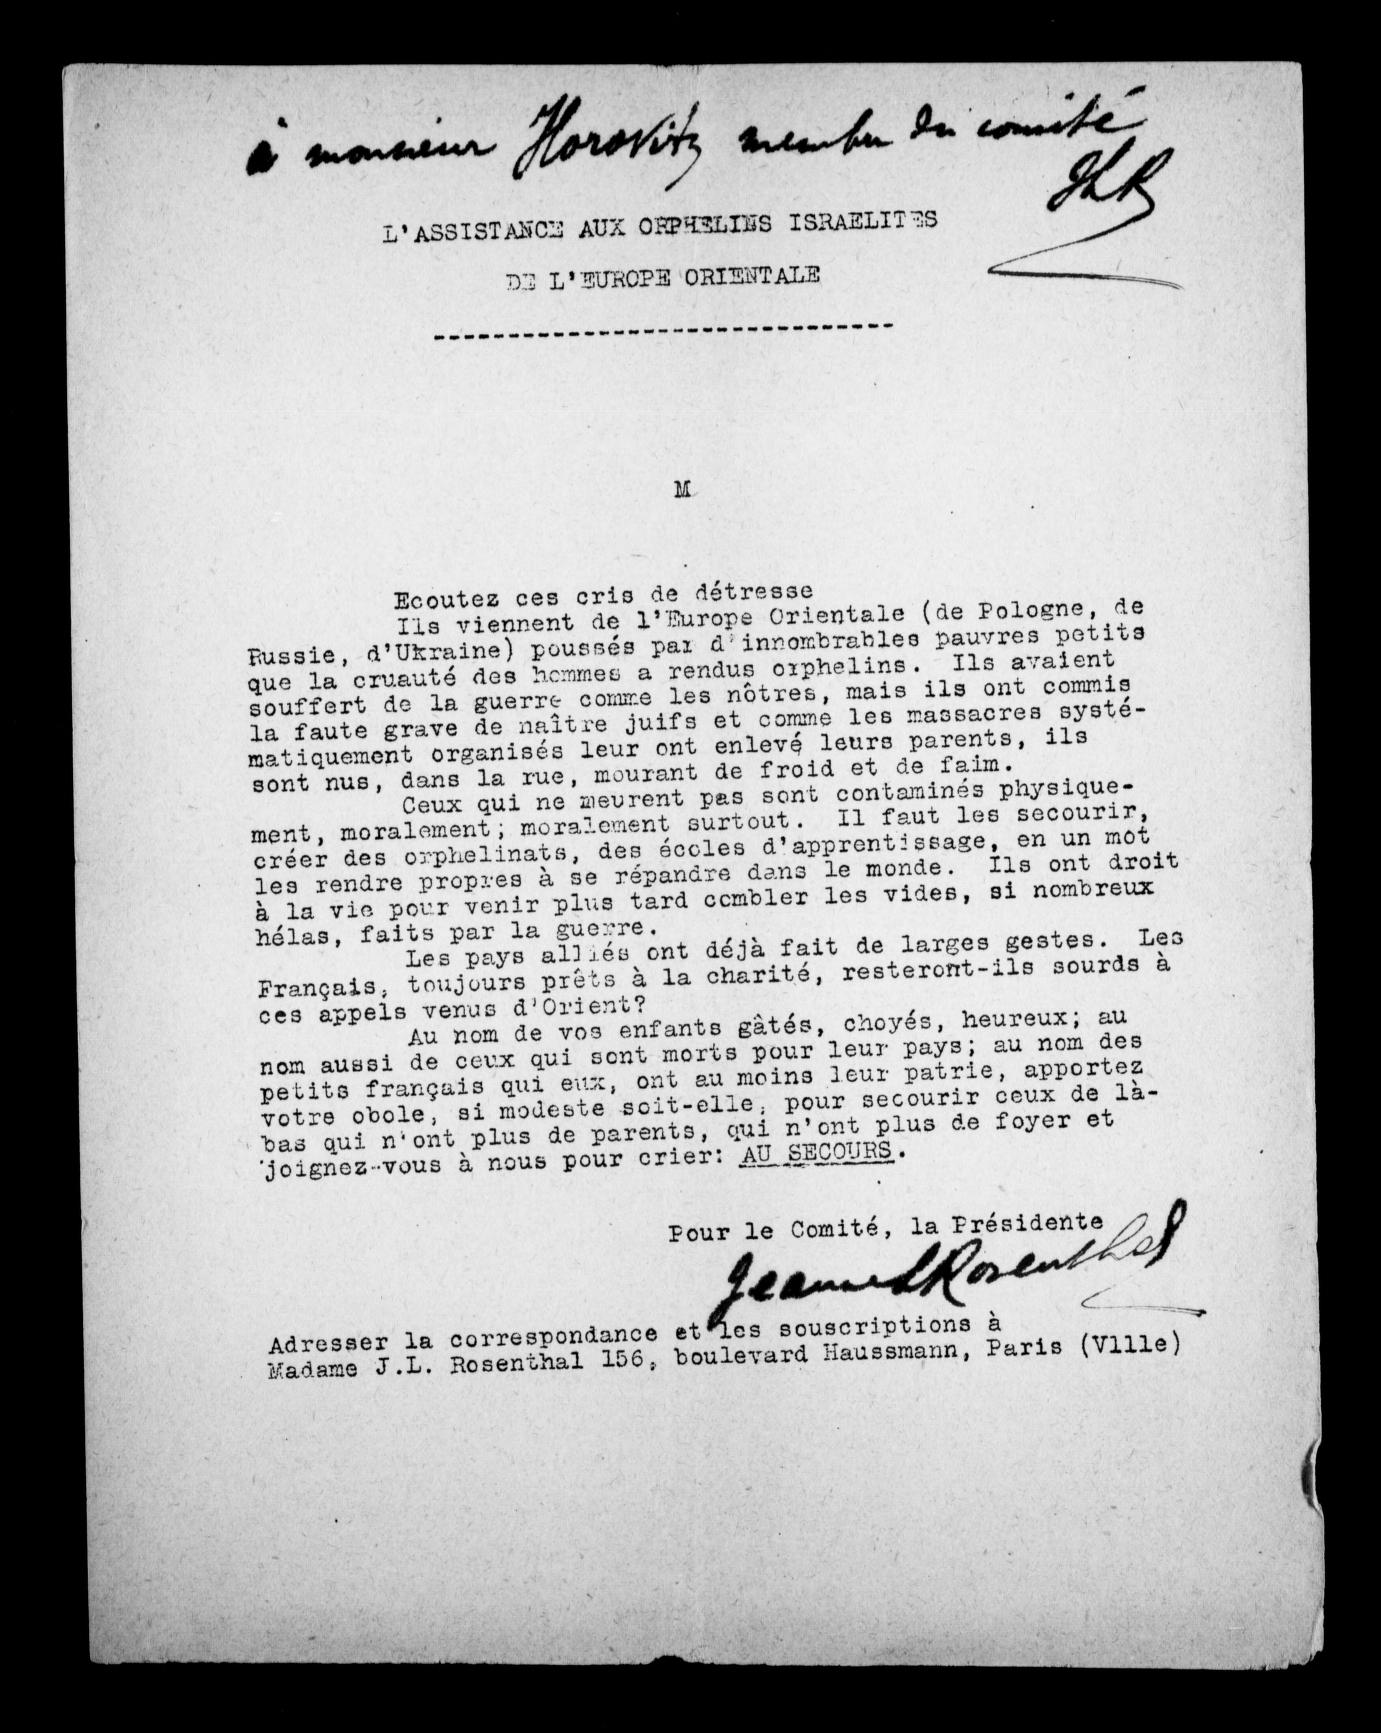 à monsieur Horovitz membre du comité
JLR
L'ASSISTANCE AUX ORPHELINS ISRAELITES
DE L'EUROPE ORIENTALE
-------------------------------
M
Ecoutez ces cris de détresse
Ils viennent de l'Europe Orientale (de Pologne, de
Russie, d'Ukraine) poussés par d'innombrables pauvres petits
que la cruauté des hommes a rendus orphelins. Ils avaient
souffert de la guerre comme les nôtres, mais ils ont commis
la faute grave de naître juifs et comme les massacres systé-
matiquement organisés leur ont enlevé leurs parents, ils
sont nus, dans la rue, mourant de froid et de faim.
Ceux qui ne meurent pas sont contaminés physique-
ment, moralement; moralement surtout. Il faut les secourir,
créer des orphelinats, des écoles d'apprentissage, en un mot
les rendre propres à se répandre dans le monde. Ils ont droit
à la vie pour venir plus tard combler les vides, si nombreux
hélas, faits par la guerre.
Les pays alliés ont déjà fait de larges gestes. Les
Français, toujours prêts à la charité, resteront-ils sourds à
ces appels venus d'Orient?
Au nom de vos enfants gâtés, choyés, heureux; au
nom aussi de ceux qui sont morts pour leur pays; au nom des
petits français qui eux, ont au moins leur patrie, apportez
votre obole, si modeste soit-elle, pour secourir ceux de là-
bas qui n'ont plus de parents, qui n'ont plus de foyer et
joignez-vous à nous pour crier: AU SECOURS.
Pour le Comité, la Présidente
Jeanne L Rosenthal
Adresser la correspondance et les souscriptions à
Madame J.L. Rosenthal 156, boulevard Haussmann, Paris (Vllle)